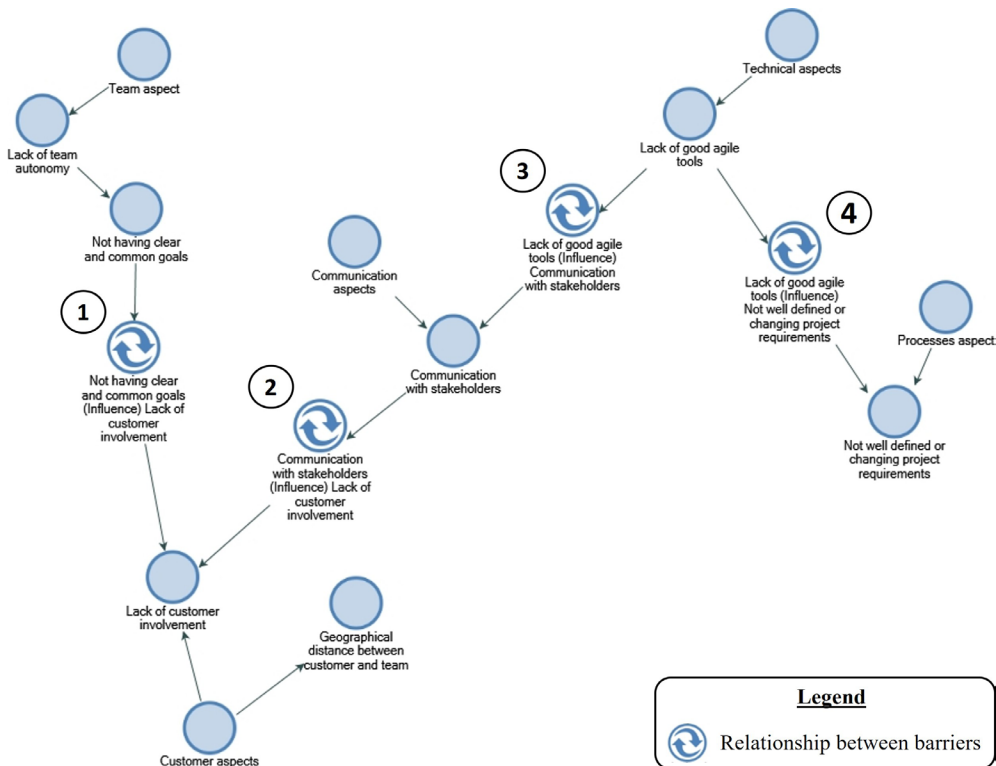 Team aspect
Lack of team
autonomy
Not having clear
and common goals
1
Not having clear
and common goals
(Influence) Lack of
customer
involvement
Communication
aspects
Communication
with stakeholders
2
Communication
with stakeholders
(Influence) Lack of
customer
involvement
Lack of customer
involvement
Geographical
distance between
customer and team
Customer aspects
Technical aspects
Lack of good agile
tools
3
Lack of good agile
tools (Influence)
Communication
with stakeholders
4
Lack of good agile
tools (Influence)
Not well defined or
changing project
requirements
Processes aspect:
Not well defined or
changing project
requirements
Legend
Relationship between barriers